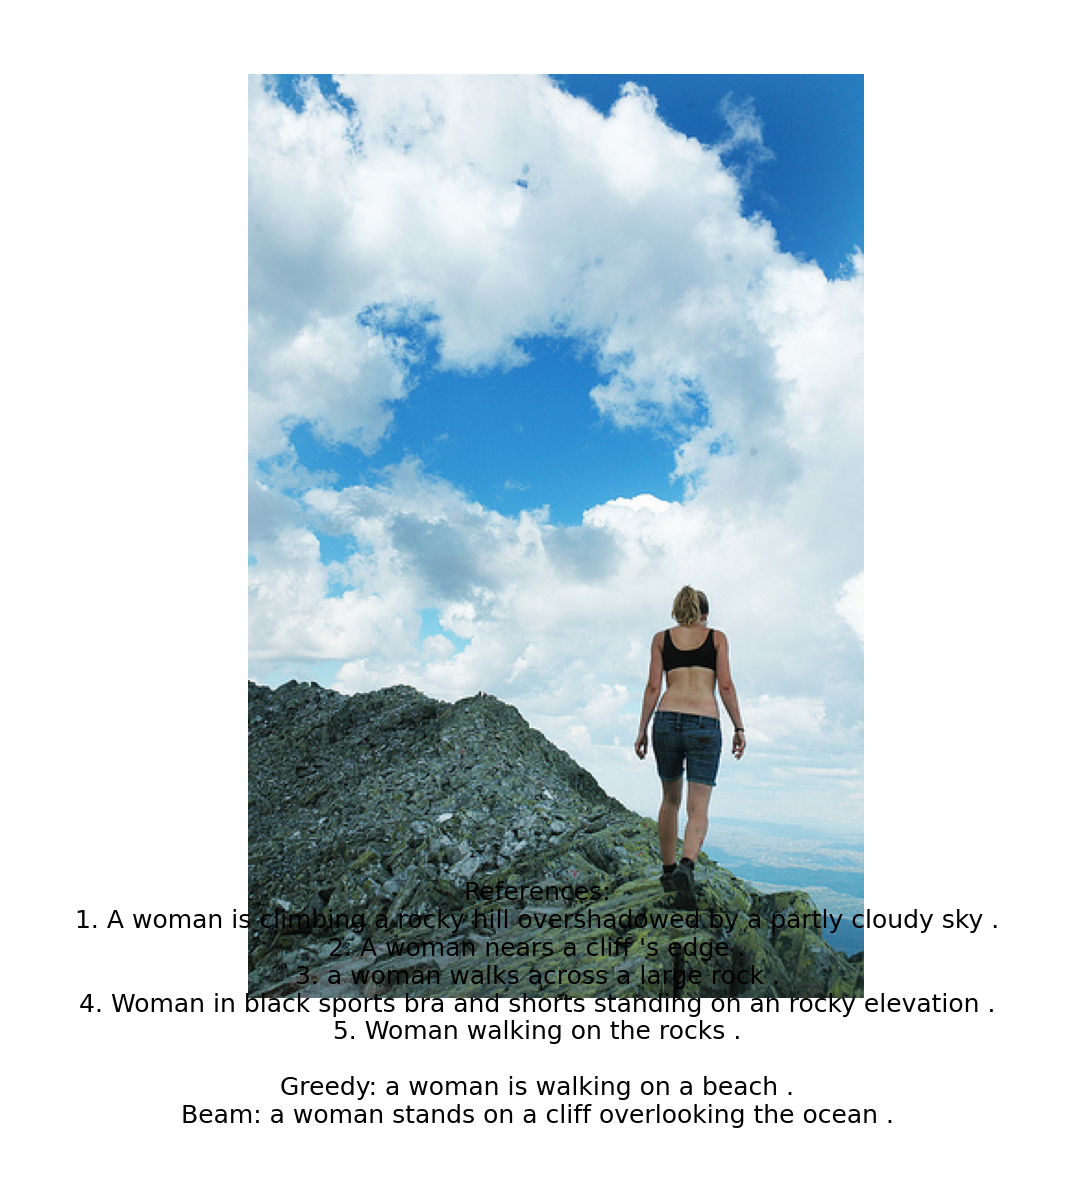 References:
1. A woman is climbing a rocky hill overshadowed by a partly cloudy sky .
2. A woman nears a cliff 's edge .
3. a woman walks across a large rock
4. Woman in black sports bra and shorts standing on an rocky elevation .
5. Woman walking on the rocks .
Greedy: a woman is walking on a beach .
Beam: a woman stands on a cliff overlooking the ocean .